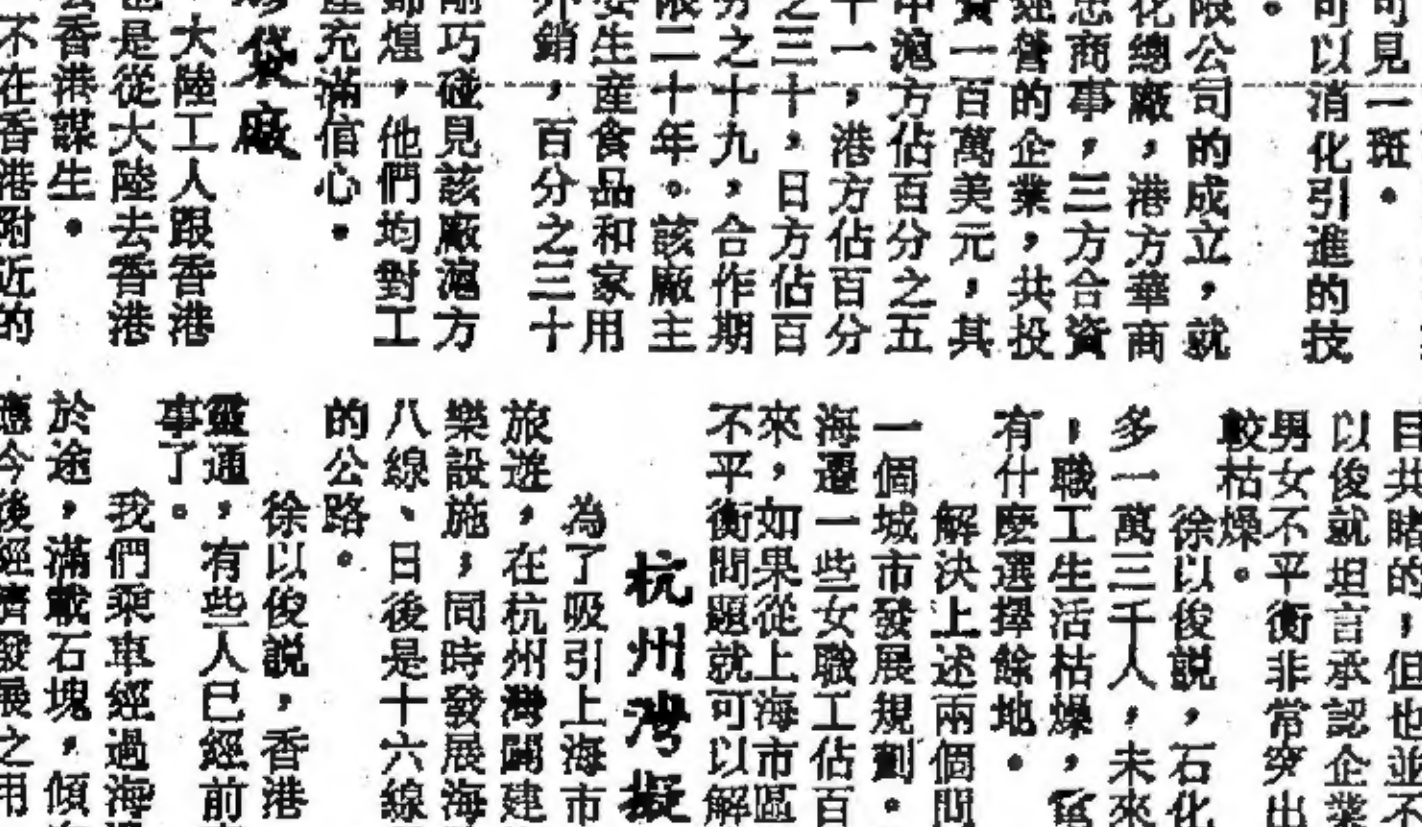 可見一斑。
可以消化引進的技
。
限公司的成立,就
化總廠,港方華商
忠商事,三方合資
經營的企業,共投
資一百萬美元,其
中滬方佔百分之五
十一,港方佔百分
之三十,日方佔百
分之十九,合作期
限二十年。該廠主
要生產食品和家用
外銷,百分之三十
剛巧碰見該廠滬方
歸煌,他們均對工
產充滿信心。
袋廠
大陸工人跟香港
也是從大陸去香港
去香港謀生。
不在香港附近的
目共睹的,但也並不
以俊就坦言承認企業
男女不平衡非常突出
較枯燥。
徐以俊說,石化
多一萬三千人,未來
,職工生活枯燥,
有什麼選擇餘地。
解決上述兩個問
一個城市發展規劃。
海遷一些女職工佔百
來,如果從上海市區
不平衡問題就可以解
杭州灣擬
為了吸引上海市
旅遊,在杭州灣闢建
樂設施,同時發展海
八線、日後是十六線
的公路。
徐以俊說,香港
靈通,有些人已經前
事了。
我們乘車經過海
於途,滿載石塊,傾
應今後經濟發展之用